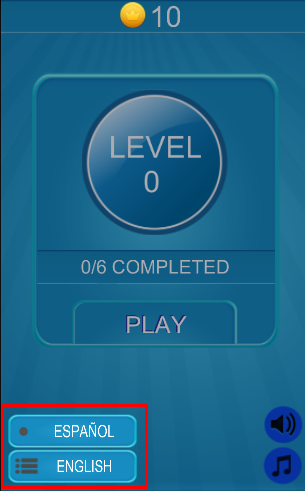 10
LEVEL
0
0/6 COMPLETED
PLAY
ESPAÑOL
ENGLISH